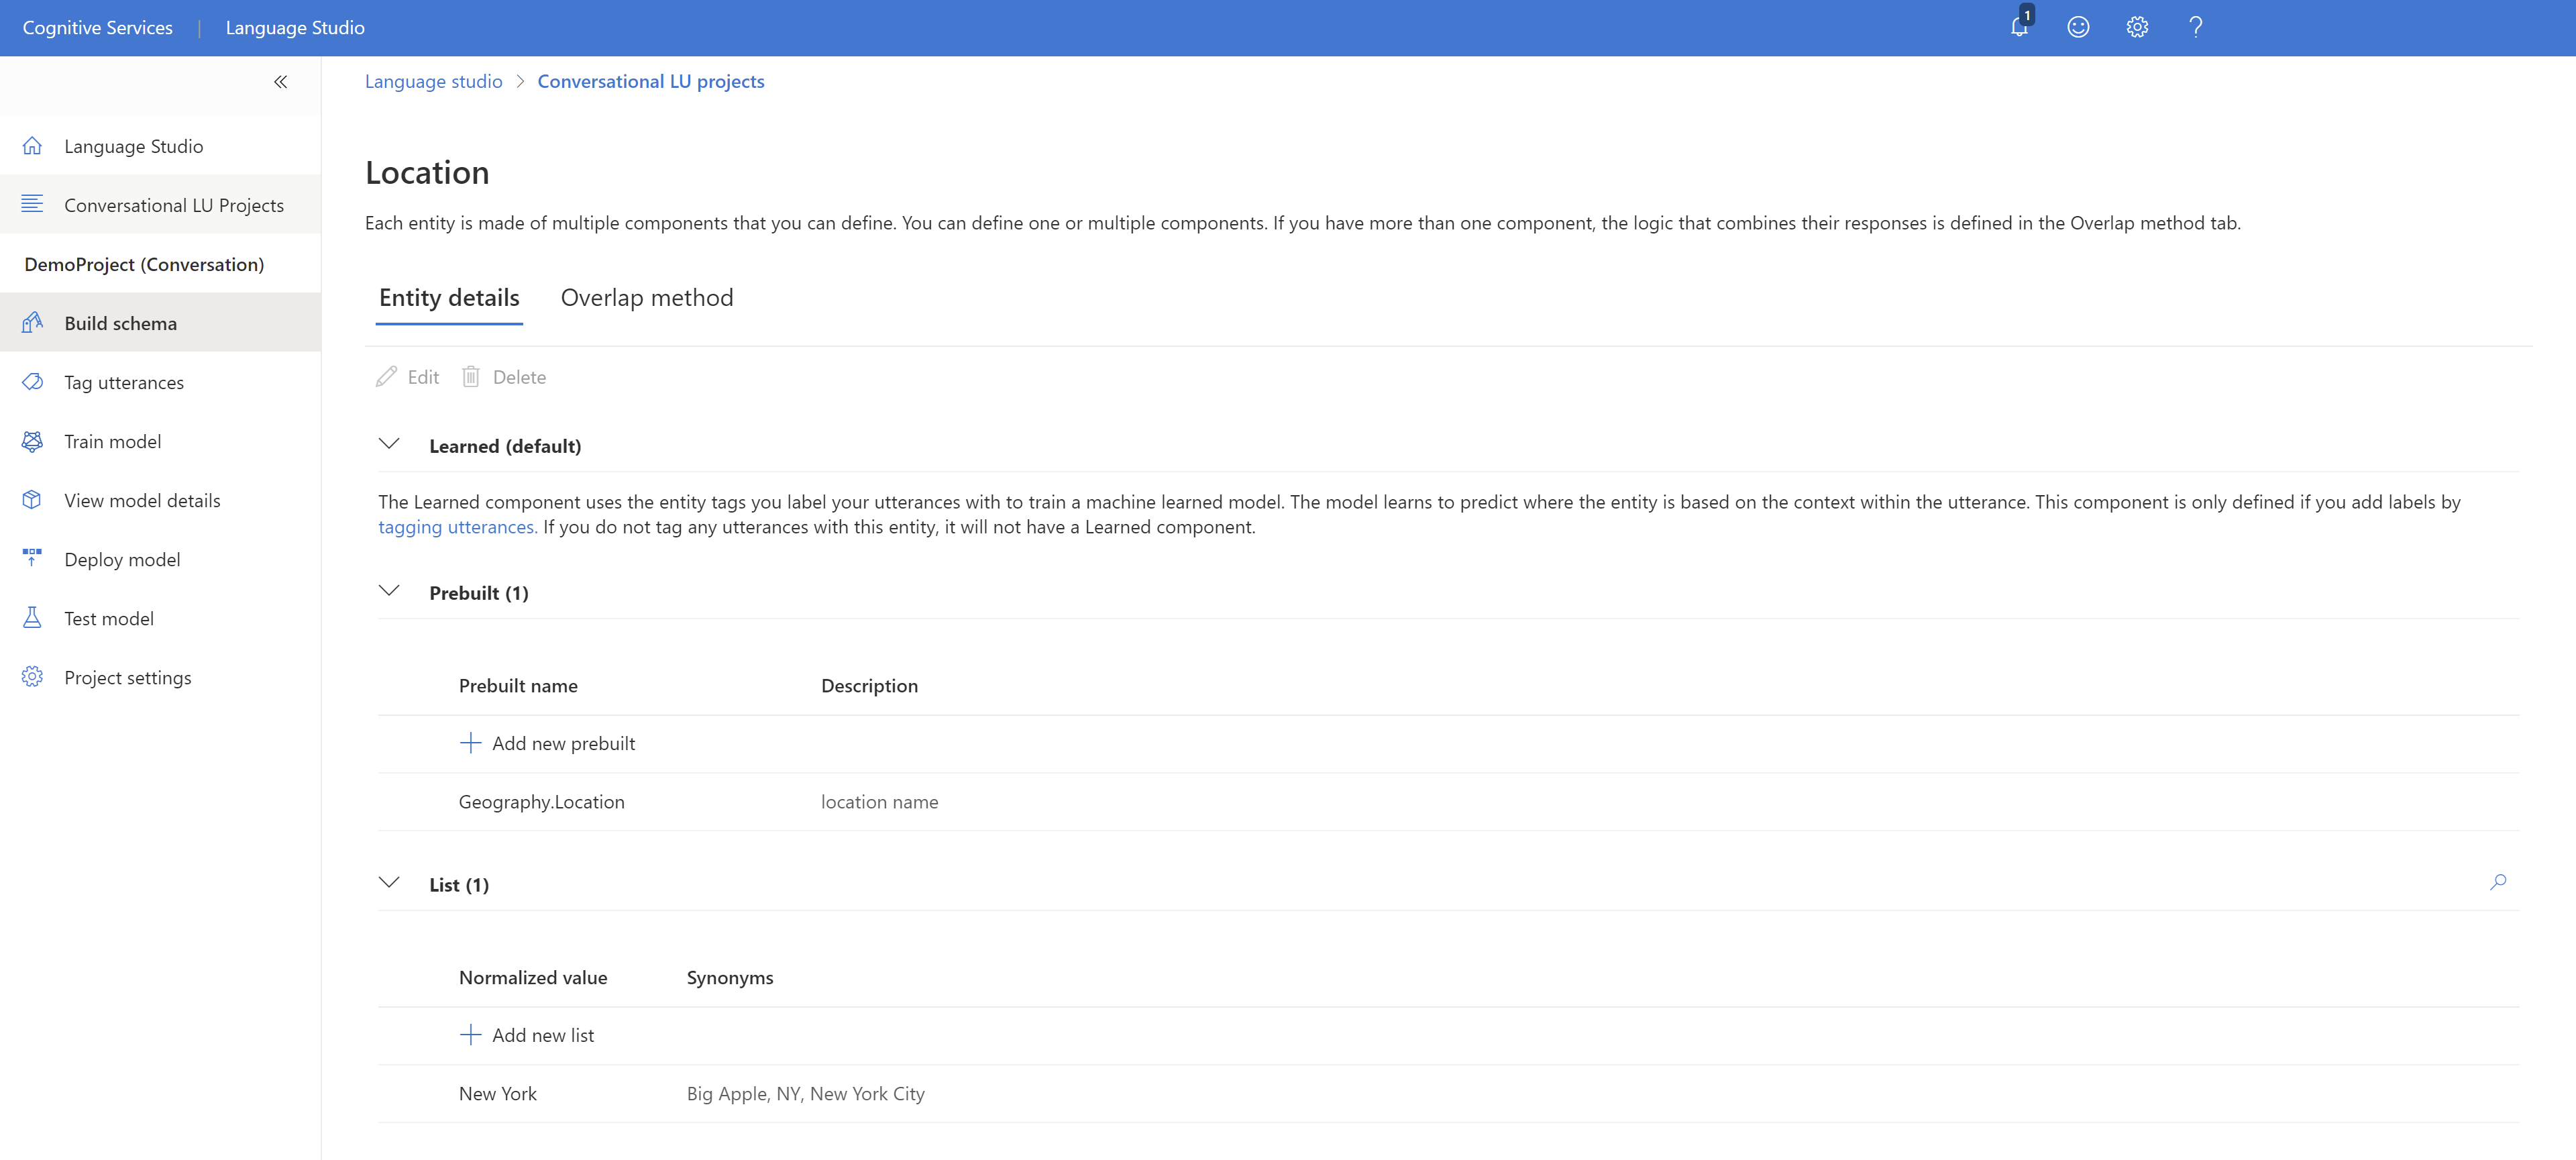 Cognitive Services | Language Studio
1
Language studio > Conversational LU projects
Language Studio
Conversational LU Projects
DemoProject (Conversation)
Build schema
Tag utterances
Train model
View model details
Deploy model
Test model
Project settings
Location
Each entity is made of multiple components that you can define. You can define one or multiple components. If you have more than one component, the logic that combines their responses is defined in the Overlap method tab.
Entity details Overlap method
Edit Delete
Learned (default)
The Learned component uses the entity tags you label your utterances with to train a machine learned model. The model learns to predict where the entity is based on the context within the utterance. This component is only defined if you add labels by
tagging utterances. If you do not tag any utterances with this entity, it will not have a Learned component.
Prebuilt (1)
Prebuilt name Description
Add new prebuilt
Geography.Location location name
List (1)
Normalized value Synonyms
Add new list
New York Big Apple, NY, New York City